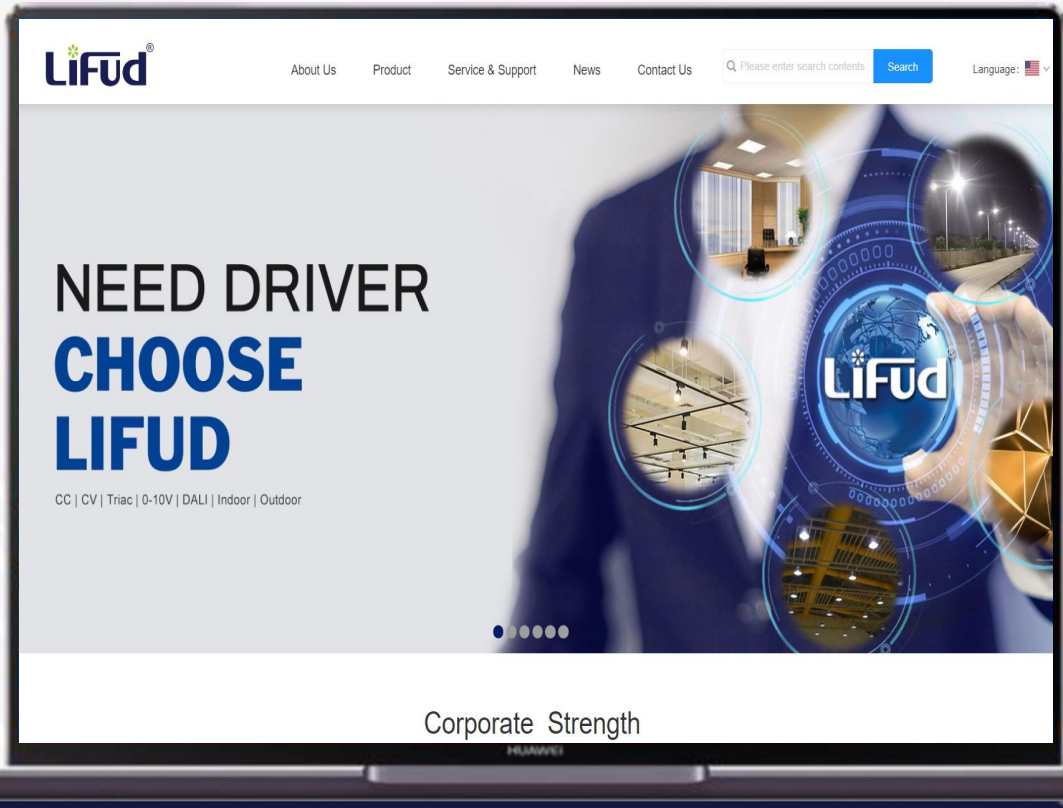 LiFud®
About Us
Product
Service & Support
News
Contact Us
Please enter search contents
Search
Language:
NEED DRIVER
CHOOSE
LIFUD
CC | CV | Triac | 0-10V | DALI | Indoor | Outdoor
LiFud
Corporate Strength
HUAWEI